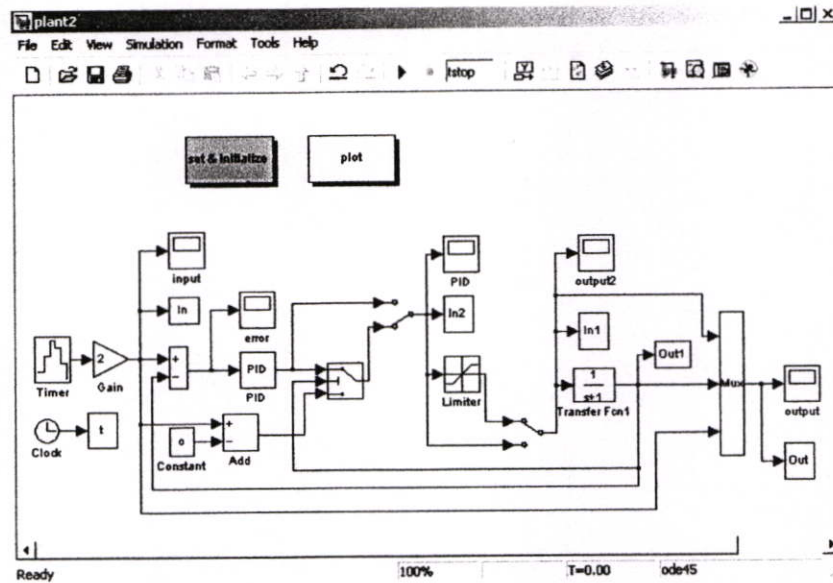 plant2
File Edit View Simulation Format Tools Help
tstop
set & initialize
plot
input
PID
output2
In
error
In2
In1
Out1
Timer
2
Gain
+
−
PID
PID
Limiter
1
s+1
Transfer Fcn1
Mux
output
Clock
t
o
Constant
+
−
Add
Out
Ready 100% T=0.00 ode45